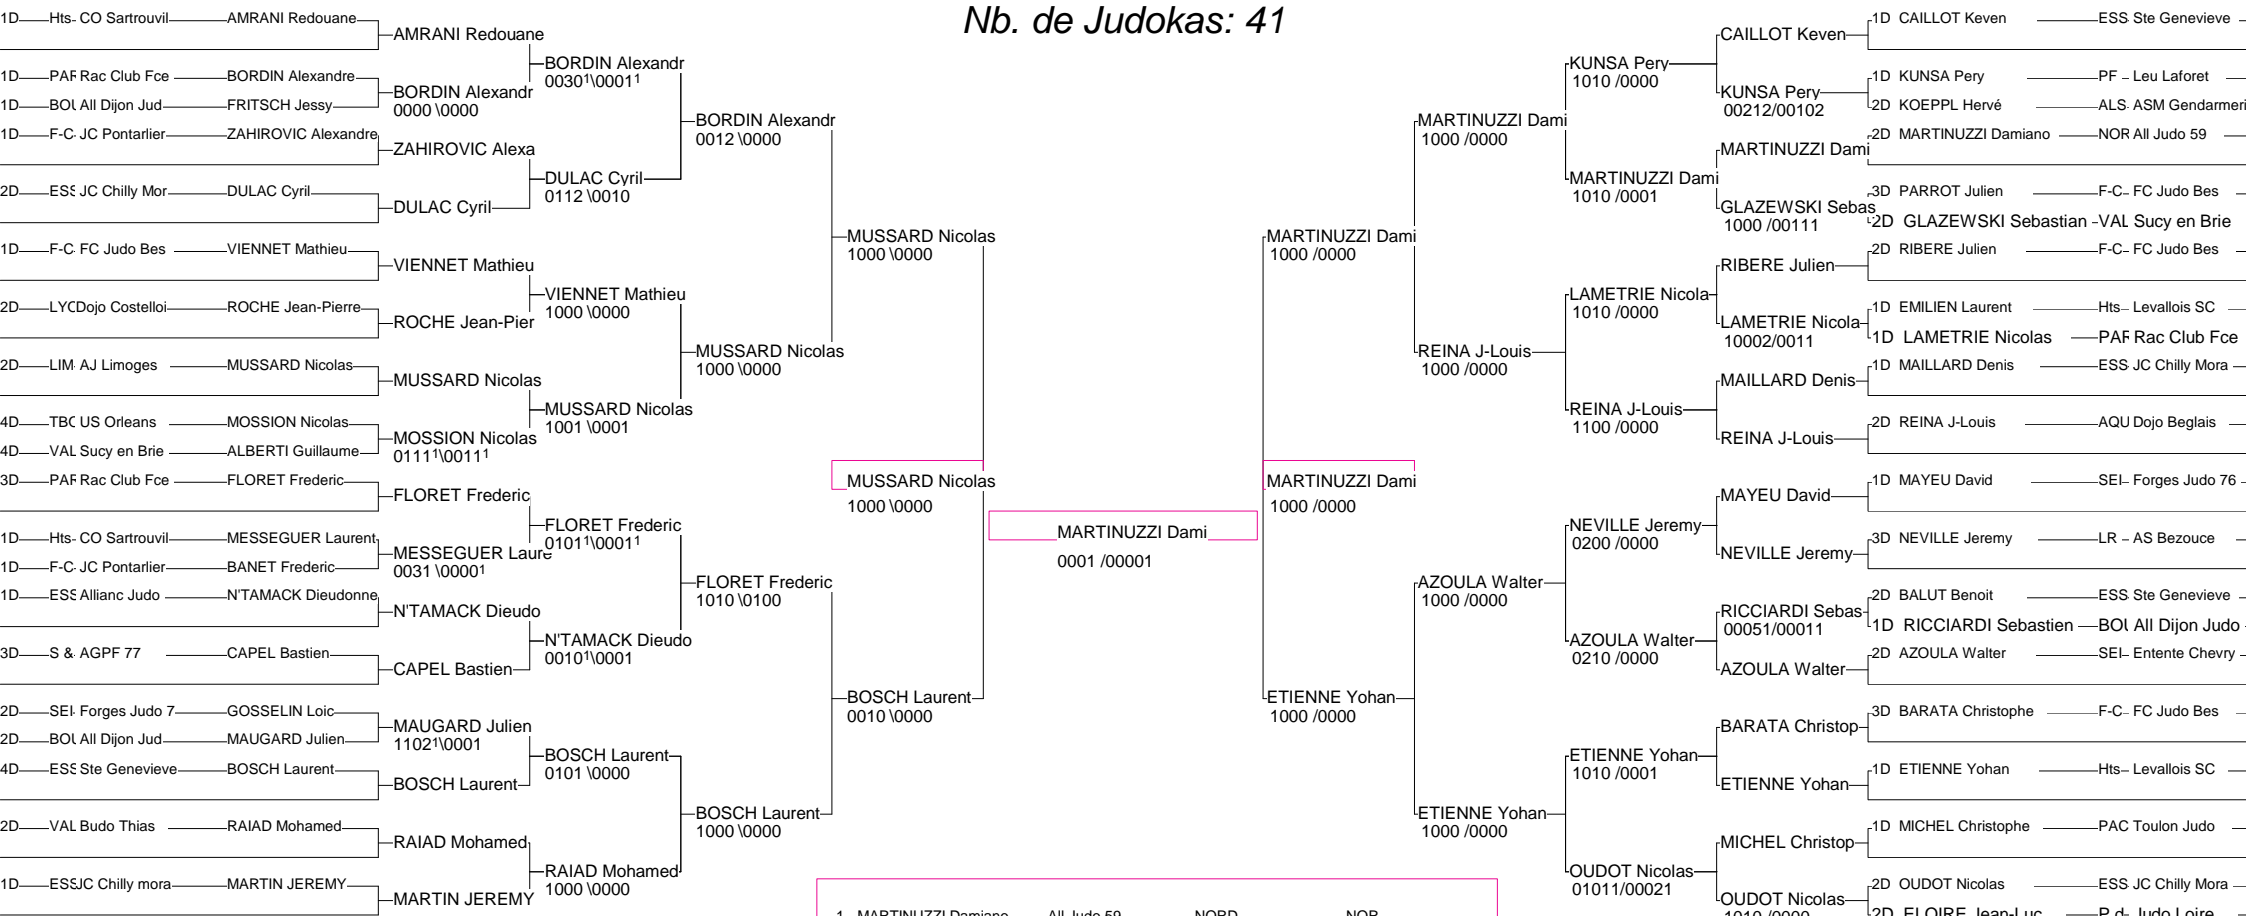 Nb. de Judokas: 41
1D Hts- CO Sartrouvil AMRANI Redouane
1D PAR Rac Club Fce BORDIN Alexandre
1D BOU All Dijon Jud FRITSCH Jessy
1D F-C- JC Pontarlier ZAHIROVIC Alexandre
2D ESS JC Chilly Mor DULAC Cyril
1D F-C- FC Judo Bes VIENNET Mathieu
2D LYO Dojo Costelloi ROCHE Jean-Pierre
2D LIM- AJ Limoges MUSSARD Nicolas
4D TBO US Orleans MOSSION Nicolas
4D VAL Sucy en Brie ALBERTI Guillaume
3D PAR Rac Club Fce FLORET Frederic
1D Hts- CO Sartrouvil MESSEGUER Laurent
1D F-C- JC Pontarlier BANET Frederic
1D ESS Allianc Judo N'TAMACK Dieudonne
3D S & AGPF 77 CAPEL Bastien
2D SEI- Forges Judo 7 GOSSELIN Loic
2D BOU All Dijon Jud MAUGARD Julien
4D ESS Ste Genevieve BOSCH Laurent
2D VAL Budo Thias RAIAD Mohamed
1D ESS JC Chilly mora MARTIN JEREMY
AMRANI Redouane
BORDIN Alexandr
0000 \0000
ZAHIROVIC Alexa
DULAC Cyril
VIENNET Mathieu
ROCHE Jean-Pier
MUSSARD Nicolas
MOSSION Nicolas
0111¹\0011¹
FLORET Frederic
MESSEGUER Laure
0031 \0000¹
N'TAMACK Dieudo
CAPEL Bastien
MAUGARD Julien
1102¹\0001
BOSCH Laurent
RAIAD Mohamed
MARTIN JEREMY
BORDIN Alexandr
0030¹\0001¹
DULAC Cyril
0112 \0010
VIENNET Mathieu
1000 \0000
MUSSARD Nicolas
1001 \0001
FLORET Frederic
0101¹\0001¹
N'TAMACK Dieudo
0010¹\0001
BOSCH Laurent
0101 \0000
RAIAD Mohamed
1000 \0000
BORDIN Alexandr
0012 \0000
MUSSARD Nicolas
1000 \0000
FLORET Frederic
1010 \0100
BOSCH Laurent
1000 \0000
MUSSARD Nicolas
1000 \0000
BOSCH Laurent
0010 \0000
MUSSARD Nicolas
1000 \0000
MARTINUZZI Dami
0001 /00001
MARTINUZZI Dami
1000 /0000
MARTINUZZI Dami
1000 /0000
ETIENNE Yohan
1000 /0000
MARTINUZZI Dami
1000 /0000
REINA J-Louis
1000 /0000
AZOULA Walter
1000 /0000
ETIENNE Yohan
1000 /0000
KUNSA Pery
1010 /0000
MARTINUZZI Dami
1010 /0001
LAMETRIE Nicola
1010 /0000
REINA J-Louis
1100 /0000
NEVILLE Jeremy
0200 /0000
AZOULA Walter
0210 /0000
ETIENNE Yohan
1010 /0001
OUDOT Nicolas
01011/00021
CAILLOT Keven
KUNSA Pery
00212/00102
MARTINUZZI Dami
GLAZEWSKI Sebas
1000 /00111
RIBERE Julien
LAMETRIE Nicola
10002/0011
MAILLARD Denis
REINA J-Louis
MAYEU David
NEVILLE Jeremy
RICCIARDI Sebas
00051/00011
AZOULA Walter
BARATA Christop
ETIENNE Yohan
MICHEL Christop
OUDOT Nicolas
1010 /0000
1D CAILLOT Keven ESS Ste Genevieve
1D KUNSA Pery PF Leu Laforet
2D KOEPPL Hervé ALS- ASM Gendarmeri
2D MARTINUZZI Damiano NOR All Judo 59
3D PARROT Julien F-C- FC Judo Bes
2D GLAZEWSKI Sebastian VAL Sucy en Brie
2D RIBERE Julien F-C- FC Judo Bes
1D EMILIEN Laurent Hts- Levallois SC
1D LAMETRIE Nicolas PAR Rac Club Fce
1D MAILLARD Denis ESS JC Chilly Mora
2D REINA J-Louis AQU Dojo Beglais
1D MAYEU David SEI- Forges Judo 76
3D NEVILLE Jeremy LR - AS Bezouce
2D BALUT Benoit ESS Ste Genevieve
1D RICCIARDI Sebastien BOU All Dijon Judo
2D AZOULA Walter SEI- Entente Chevry
3D BARATA Christophe F-C- FC Judo Bes
1D ETIENNE Yohan Hts- Levallois SC
1D MICHEL Christophe PAC Toulon Judo
2D OUDOT Nicolas ESS JC Chilly Mora
2D FLOIRE Jean-Luc P d- Judo Loire
1 MARTINUZZI Damiano All Judo 59 NORD NOR